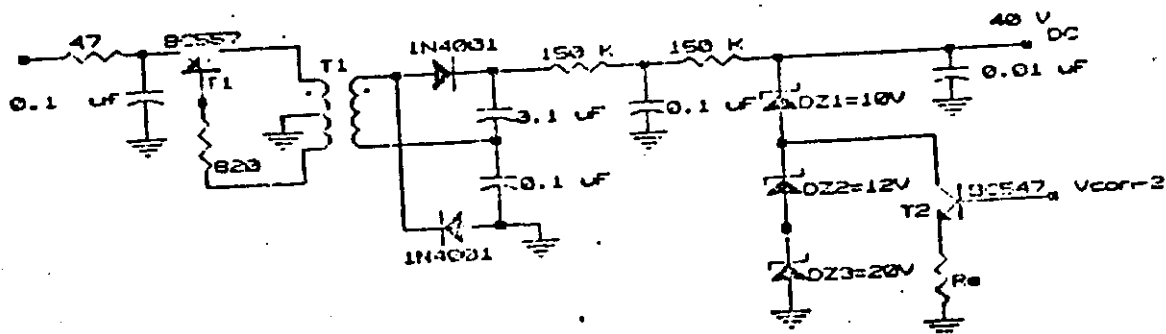 40 V
DC
47
BC557
1N4001
150 K
150 K
T1
T1
0.1 uf
3.1 uF
0.1 uF
0.01 uF
DZ1=10V
820
0.1 uF
DZ2=12V
BC547
Vcorr-2
T2
1N4001
DZ3=20V
Re